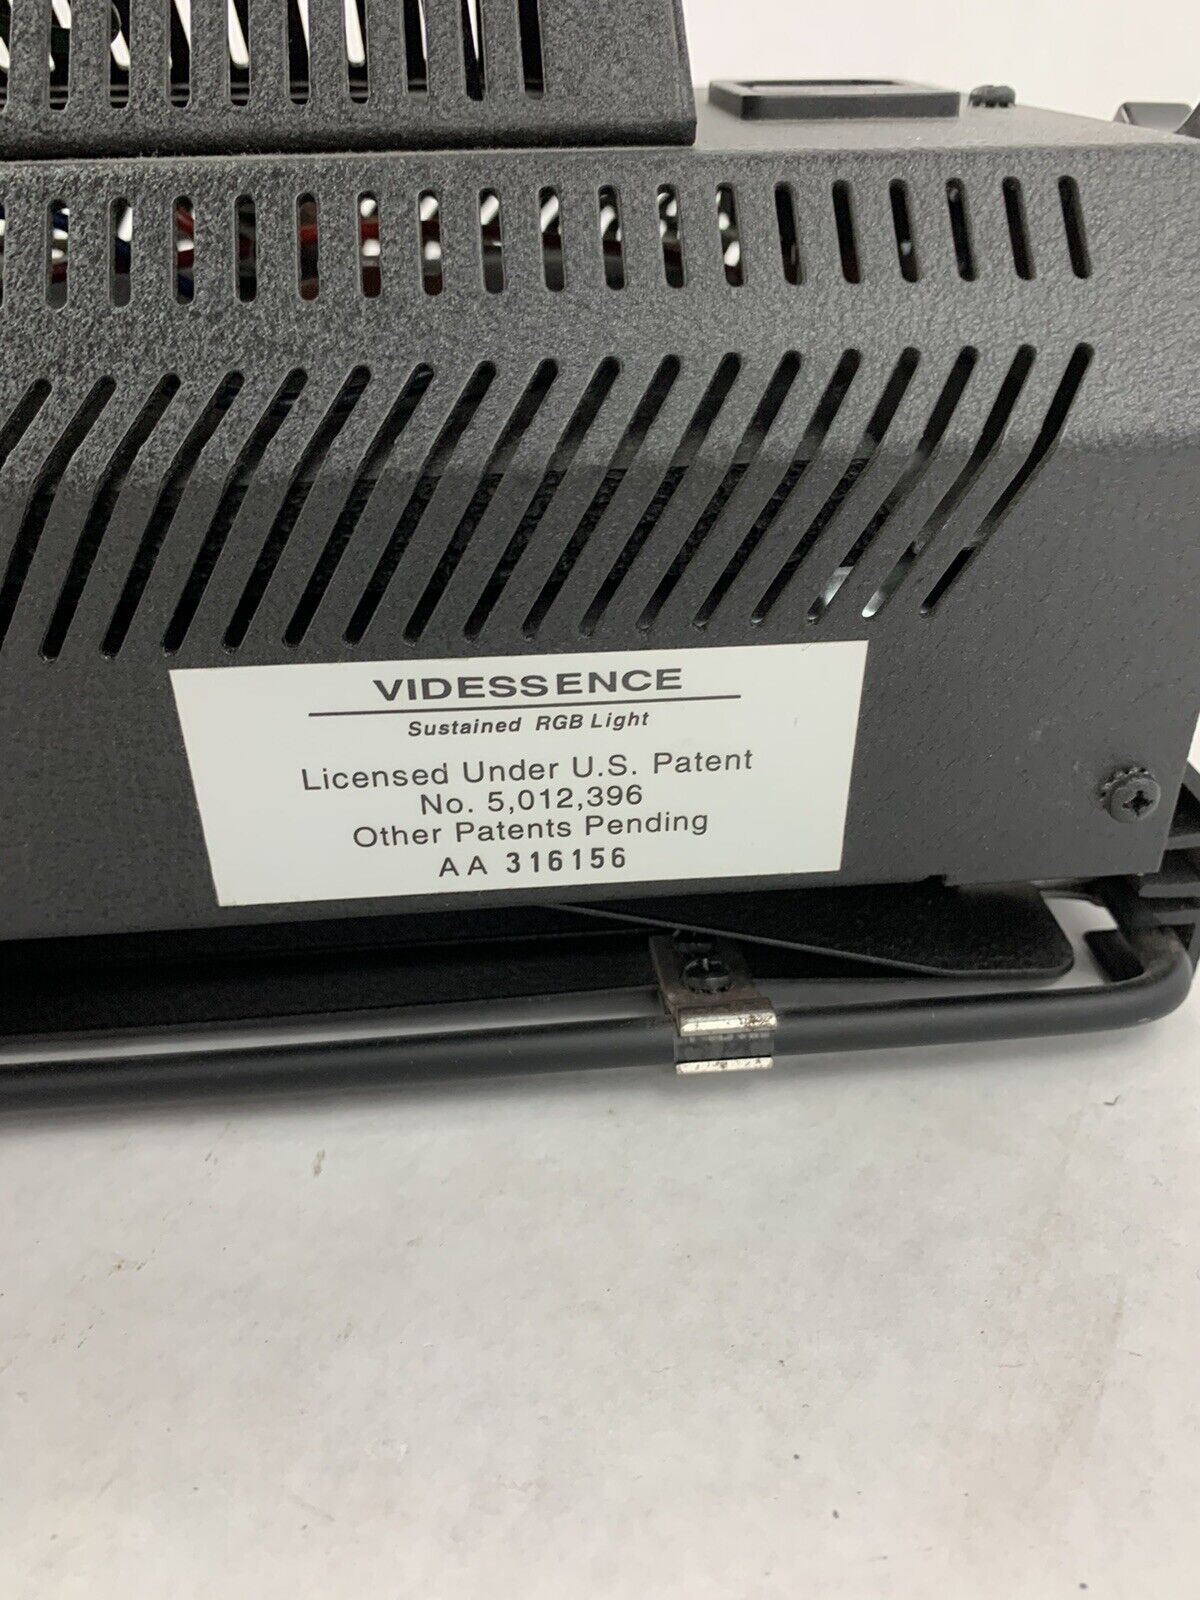 VIDESSENCE
Sustained RGB Light
Licensed Under U.S. Patent
No. 5,012,396
Other Patents Pending
AA 316156